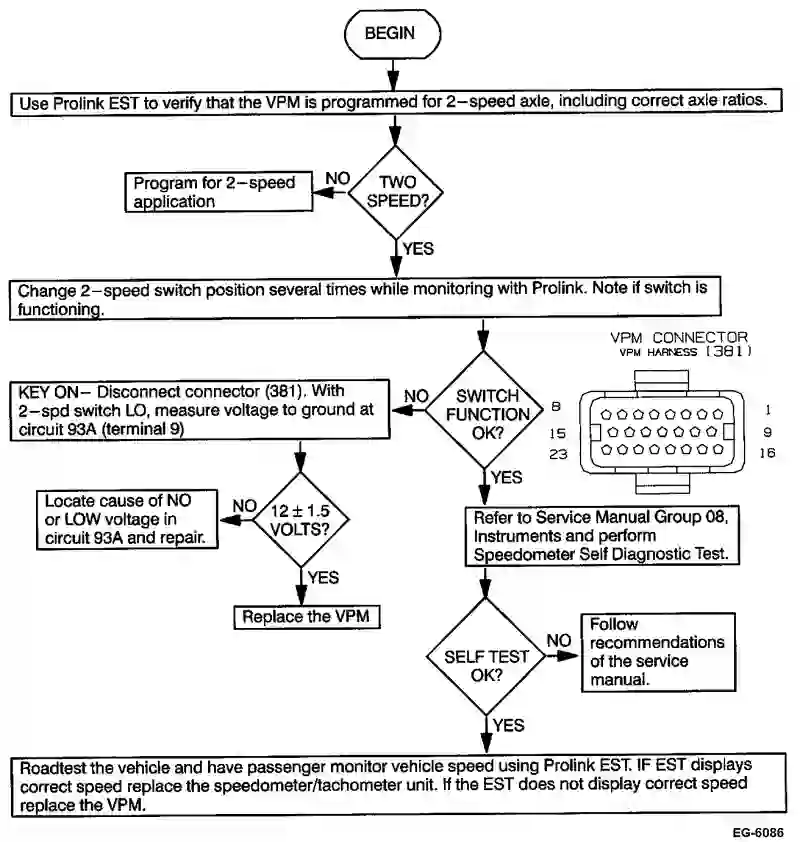 BEGIN
Use Prolink EST to verify that the VPM is programmed for 2-speed axle, including correct axle ratios.
TWO
SPEED?
NO
Program for 2-speed
application
YES
Change 2-speed switch position several times while monitoring with Prolink. Note if switch is
functioning.
VPM CONNECTOR
VPM HARNESS (381)
8
1
15
9
23
16
SWITCH
FUNCTION
OK?
NO
KEY ON- Disconnect connector (381). With
2-spd switch LO, measure voltage to ground at
circuit 93A (terminal 9)
12 ± 1.5
VOLTS?
NO
Locate cause of NO
or LOW voltage in
circuit 93A and repair.
YES
Replace the VPM
YES
Refer to Service Manual Group 08,
Instruments and perform
Speedometer Self Diagnostic Test.
SELF TEST
OK?
NO
Follow
recommendations
of the service
manual.
YES
Roadtest the vehicle and have passenger monitor vehicle speed using Prolink EST. IF EST displays
correct speed replace the speedometer/tachometer unit. If the EST does not display correct speed
replace the VPM.
EG-6086